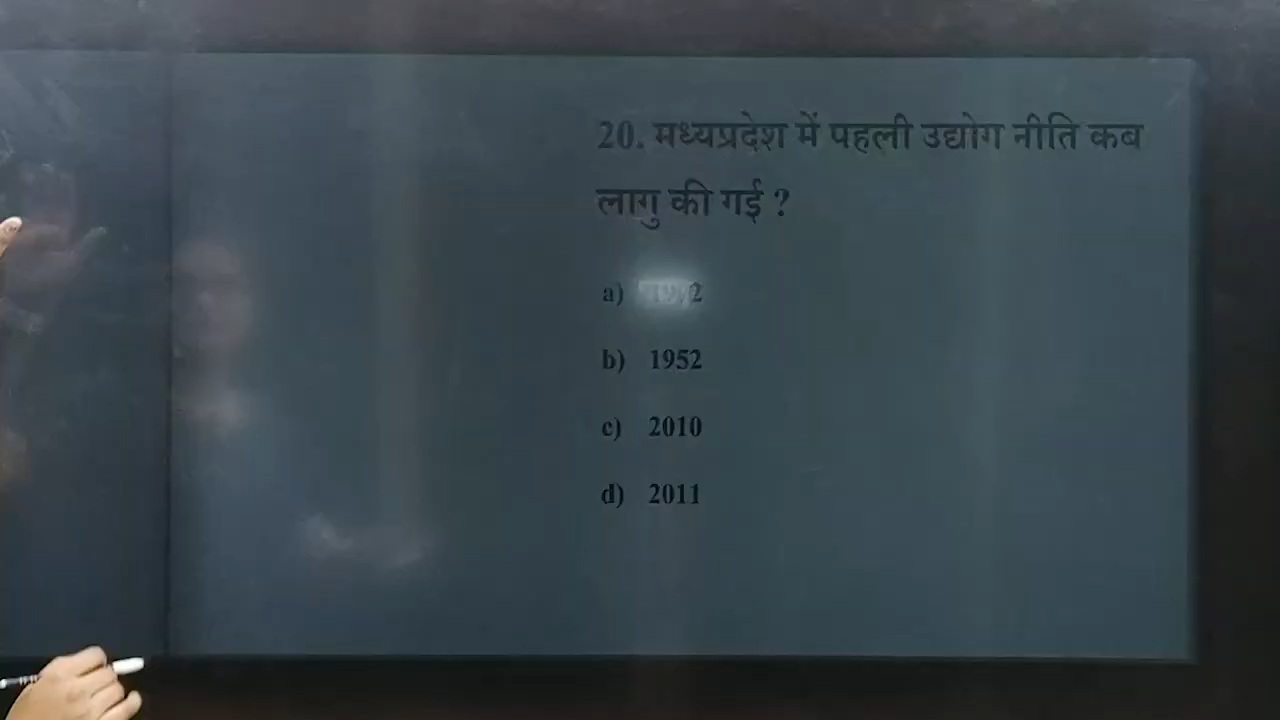 20. मध्यप्रदेश में पहली उद्योग नीति कब
लागु की गई ?
a)
b) 1952
c) 2010
d) 2011